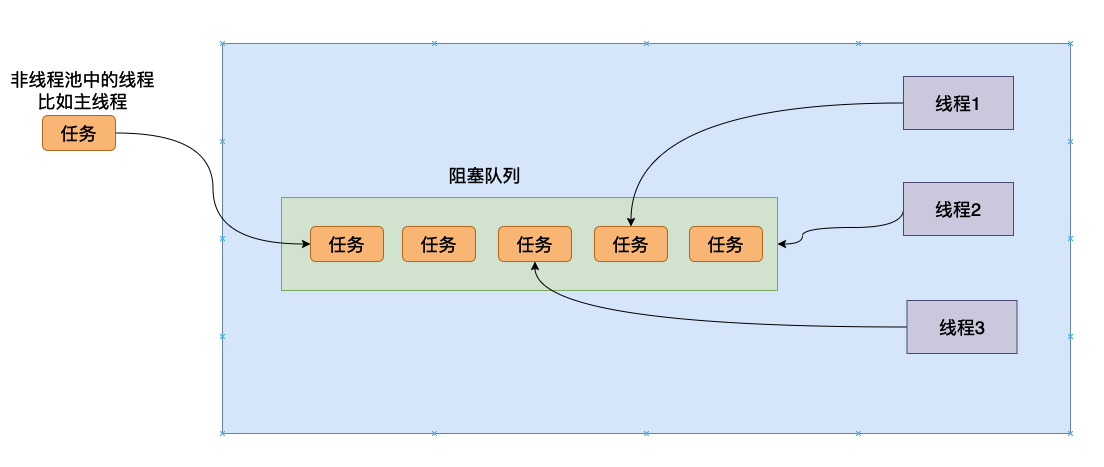 非线程池中的线程
比如主线程
任务
阻塞队列
任务 任务 任务 任务 任务
线程1
线程2
线程3